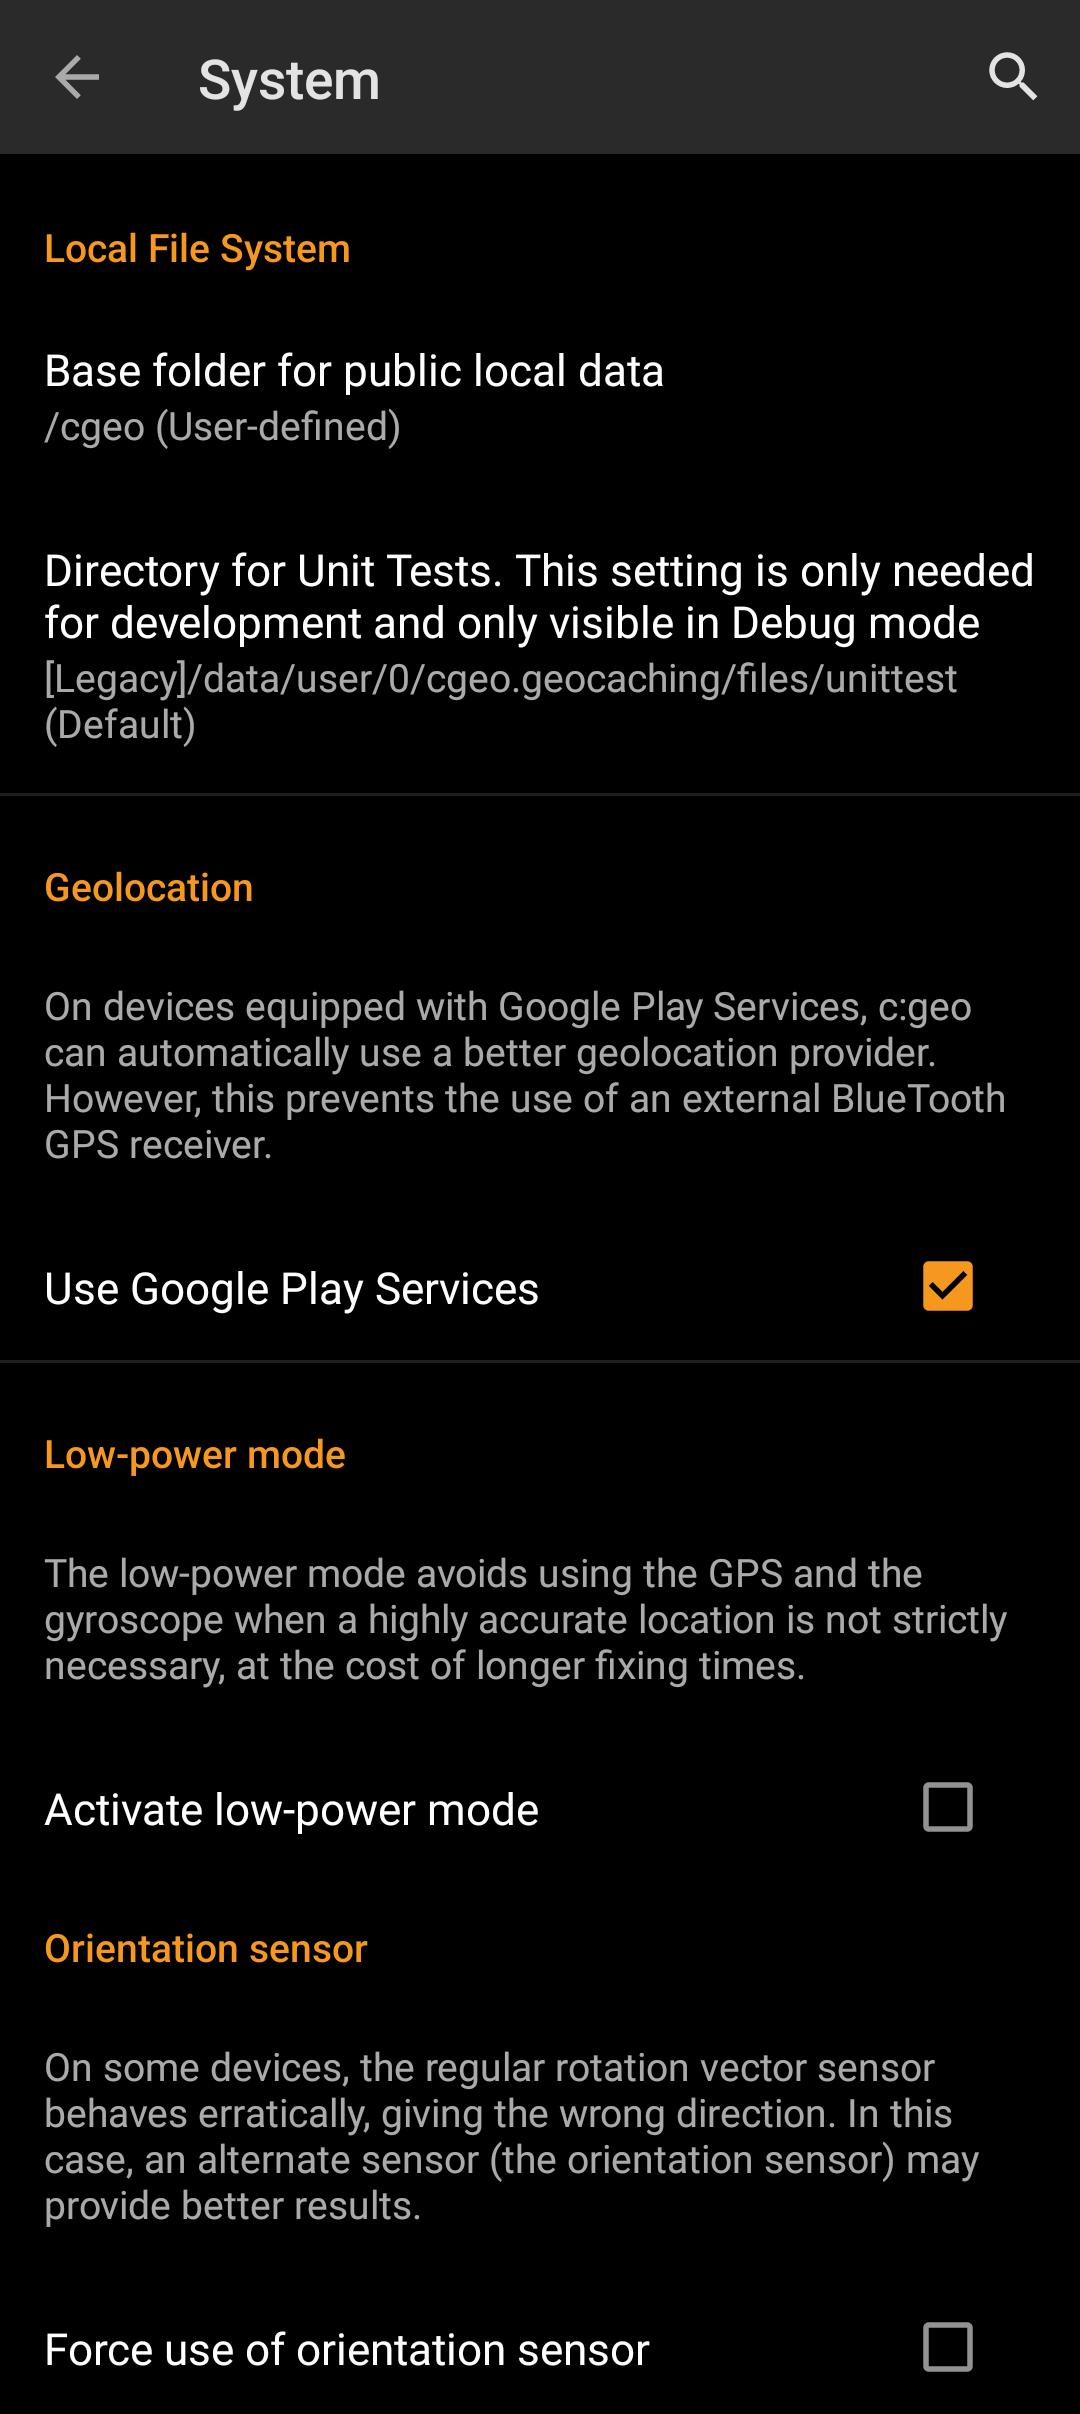 System
Local File System
Base folder for public local data
/cgeo (User-defined)
Directory for Unit Tests. This setting is only needed
for development and only visible in Debug mode
[Legacy]/data/user/0/cgeo.geocaching/files/unittest
(Default)
Geolocation
On devices equipped with Google Play Services, c:geo
can automatically use a better geolocation provider.
However, this prevents the use of an external BlueTooth
GPS receiver.
Use Google Play Services
Low-power mode
The low-power mode avoids using the GPS and the
gyroscope when a highly accurate location is not strictly
necessary, at the cost of longer fixing times.
Activate low-power mode
Orientation sensor
On some devices, the regular rotation vector sensor
behaves erratically, giving the wrong direction. In this
case, an alternate sensor (the orientation sensor) may
provide better results.
Force use of orientation sensor